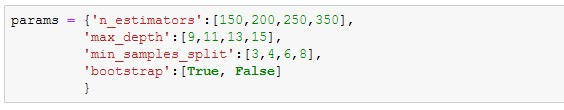 params = {'n_estimators':[150,200,250,350],
'max_depth':[9,11,13,15],
'min_samples_split':[3,4,6,8],
'bootstrap':[True, False]
}